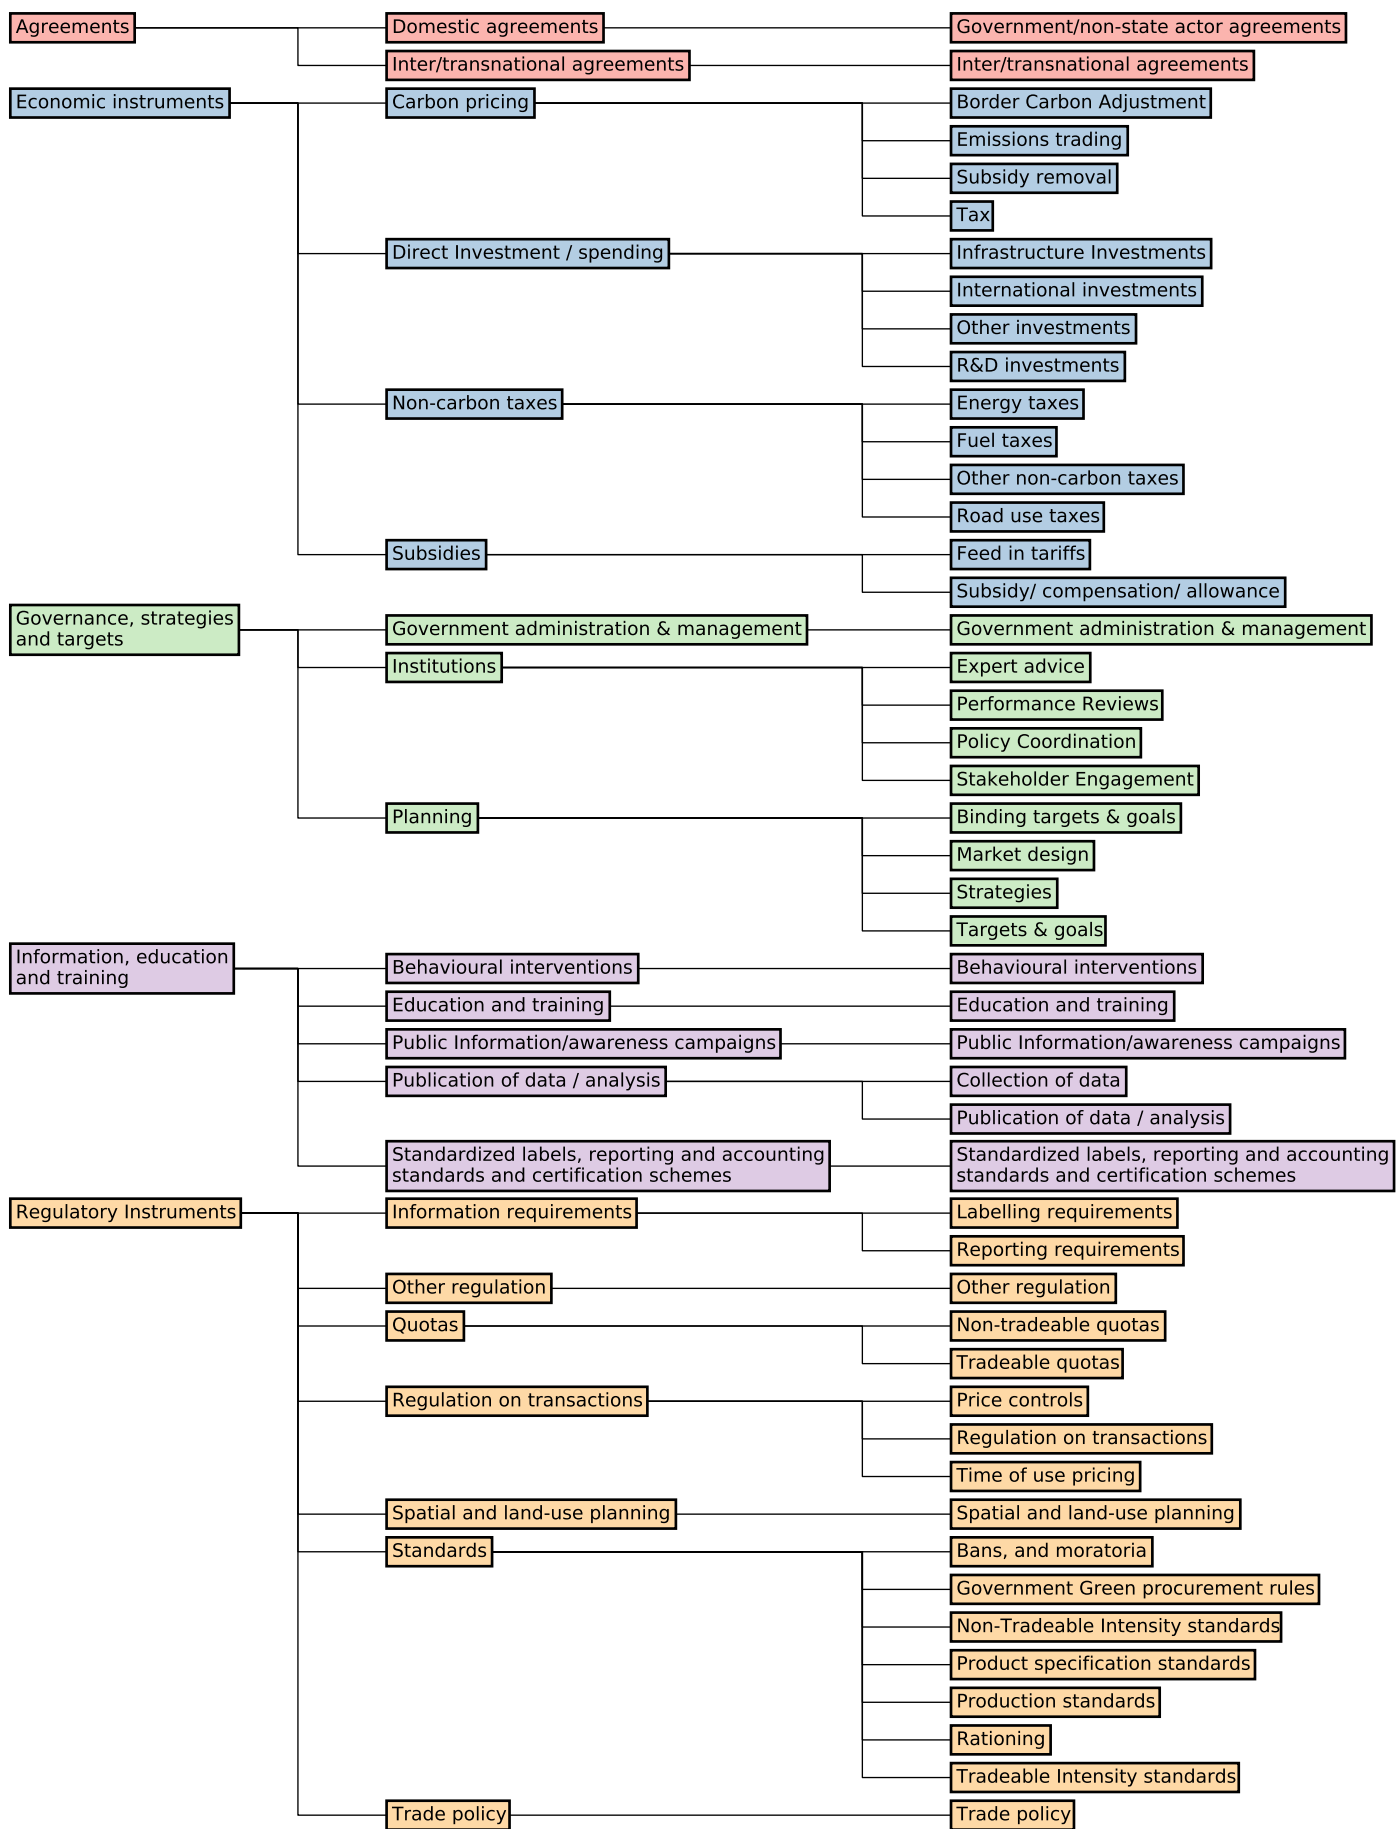 Agreements
Domestic agreements
Government/non-state actor agreements
Inter/transnational agreements
Inter/transnational agreements
Economic instruments
Carbon pricing
Border Carbon Adjustment
Emissions trading
Subsidy removal
Tax
Direct Investment / spending
Infrastructure Investments
International investments
Other investments
R&D investments
Non-carbon taxes
Energy taxes
Fuel taxes
Other non-carbon taxes
Road use taxes
Subsidies
Feed in tariffs
Subsidy/ compensation/ allowance
Governance, strategies
and targets
Government administration & management
Government administration & management
Institutions
Expert advice
Performance Reviews
Policy Coordination
Stakeholder Engagement
Planning
Binding targets & goals
Market design
Strategies
Targets & goals
Information, education
and training
Behavioural interventions
Behavioural interventions
Education and training
Education and training
Public Information/awareness campaigns
Public Information/awareness campaigns
Publication of data / analysis
Collection of data
Publication of data / analysis
Standardized labels, reporting and accounting
standards and certification schemes
Standardized labels, reporting and accounting
standards and certification schemes
Regulatory Instruments
Information requirements
Labelling requirements
Reporting requirements
Other regulation
Other regulation
Quotas
Non-tradeable quotas
Tradeable quotas
Regulation on transactions
Price controls
Regulation on transactions
Time of use pricing
Spatial and land-use planning
Spatial and land-use planning
Standards
Bans, and moratoria
Government Green procurement rules
Non-Tradeable Intensity standards
Product specification standards
Production standards
Rationing
Tradeable Intensity standards
Trade policy
Trade policy